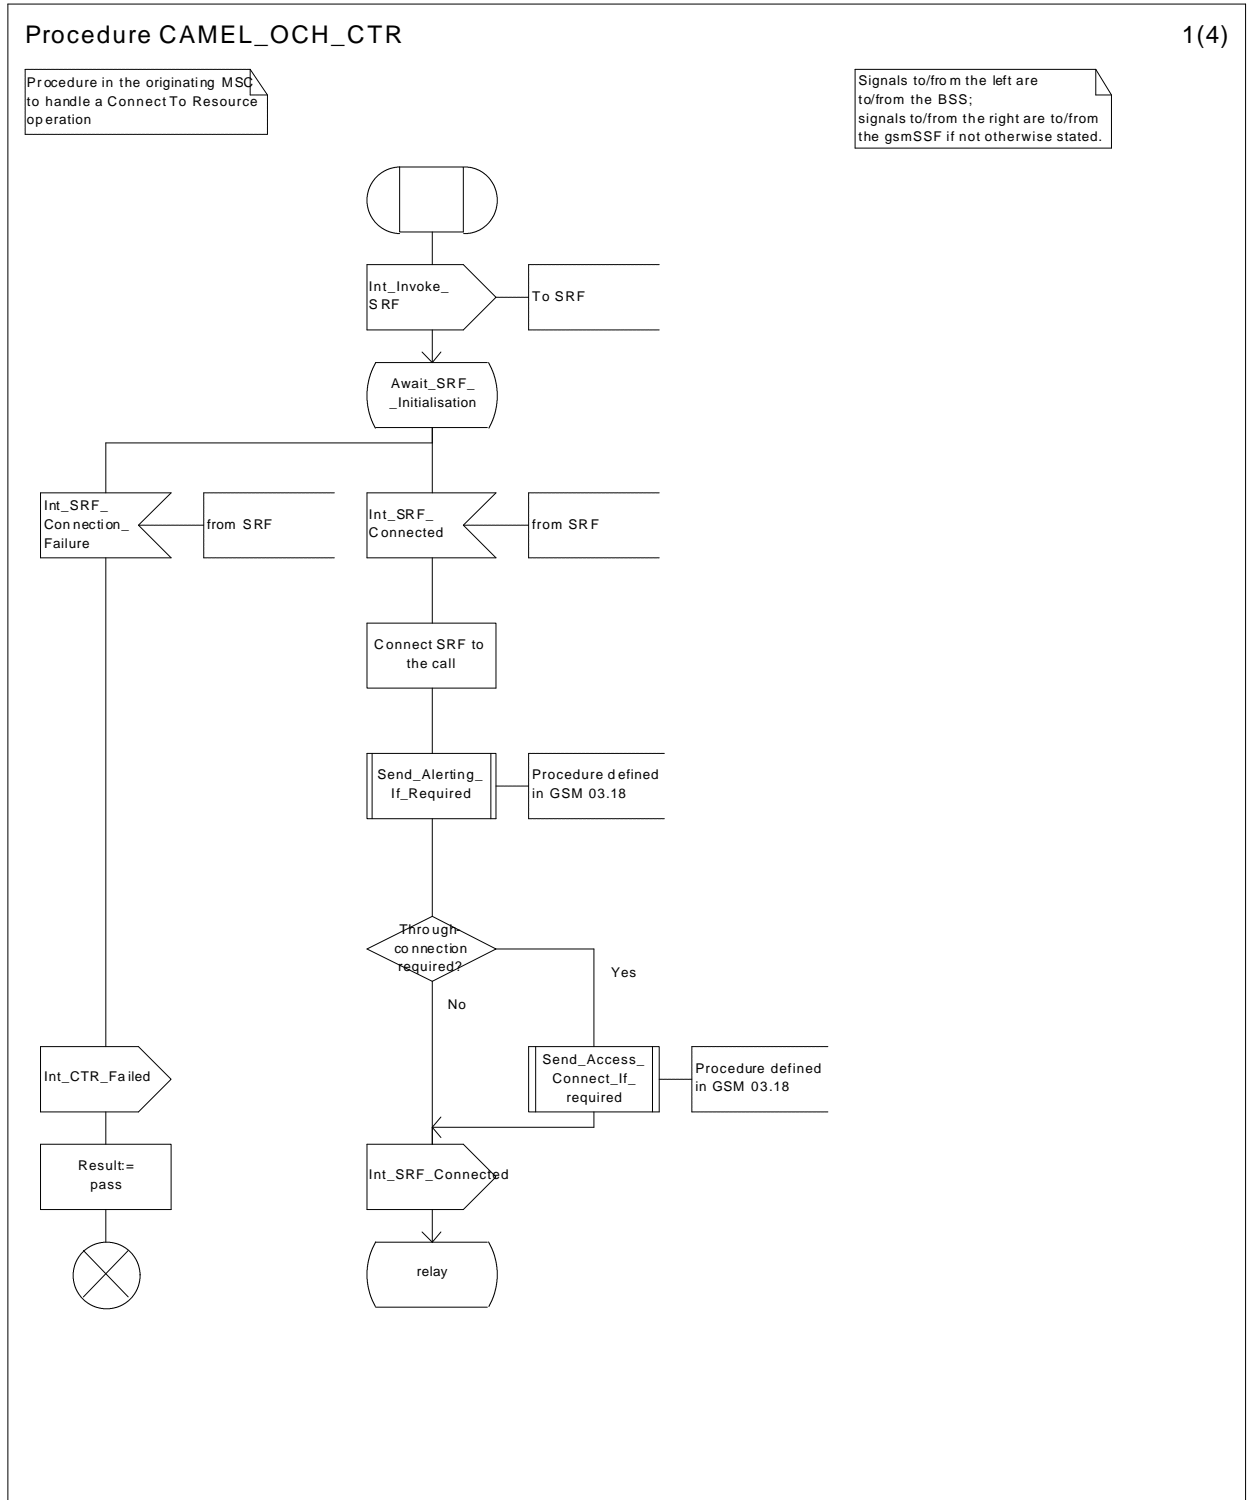 Procedure CAMEL_OCH_CTR
1(4)
Procedure in the originating MSC
to handle a Connect To Resource
operation
Signals to/from the left are
to/from the BSS;
signals to/from the right are to/from
the gsmSSF if not otherwise stated.
Int_Invoke_
SRF
To SRF
Await_SRF_
_Initialisation
Int_SRF_
Connection_
Failure
from SRF
Int_SRF_
Connected
from SRF
Connect SRF to
the call
Send_Alerting_
If_Required
Procedure defined
in GSM 03.18
Through-
connection
required?
Yes
No
Int_CTR_Failed
Send_Access_
Connect_If_
required
Procedure defined
in GSM 03.18
Result:=
pass
Int_SRF_Connected
relay